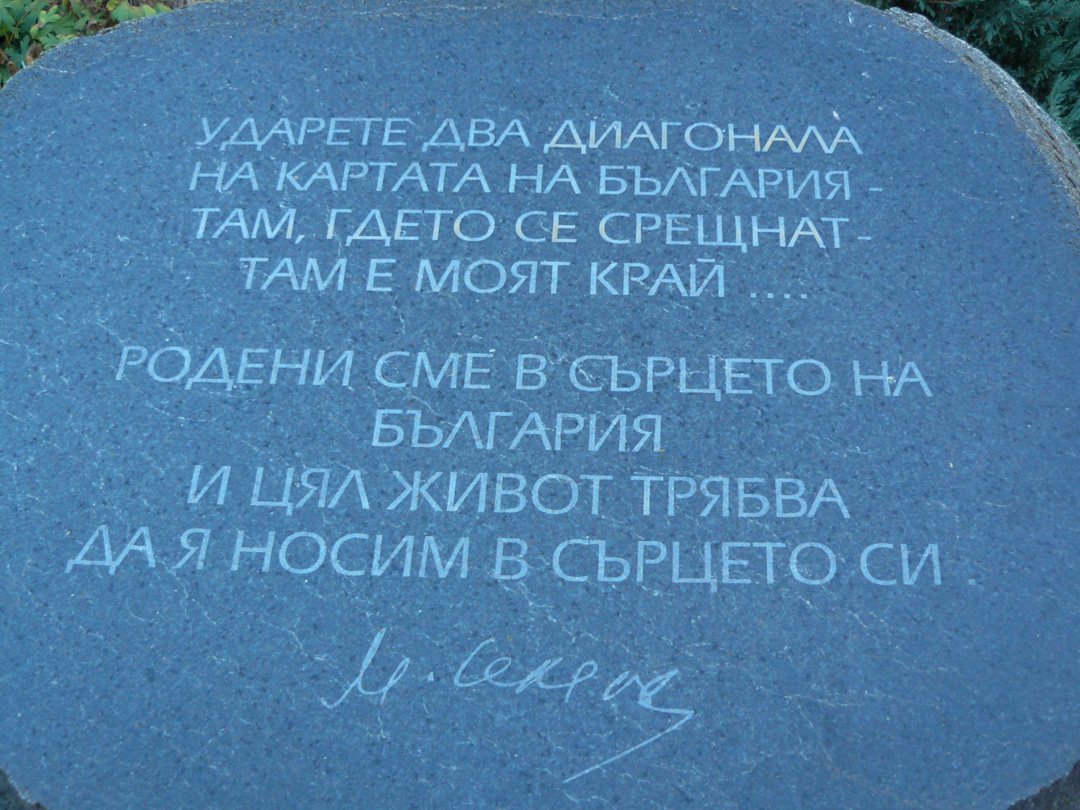 УДАРЕТЕ ДВА ДИАГОНАЛА
НА КАРТАТА НА БЪЛГАРИЯ -
ТАМ, ГДЕТО СЕ СРЕЩНАТ-
ТАМ Е МОЯТ КРАЙ ....
РОДЕНИ СМЕ В СЪРЦЕТО НА
БЪЛГАРИЯ
И ЦЯЛ ЖИВОТ ТРЯБВА
ДА Я НОСИМ В СЪРЦЕТО СИ .